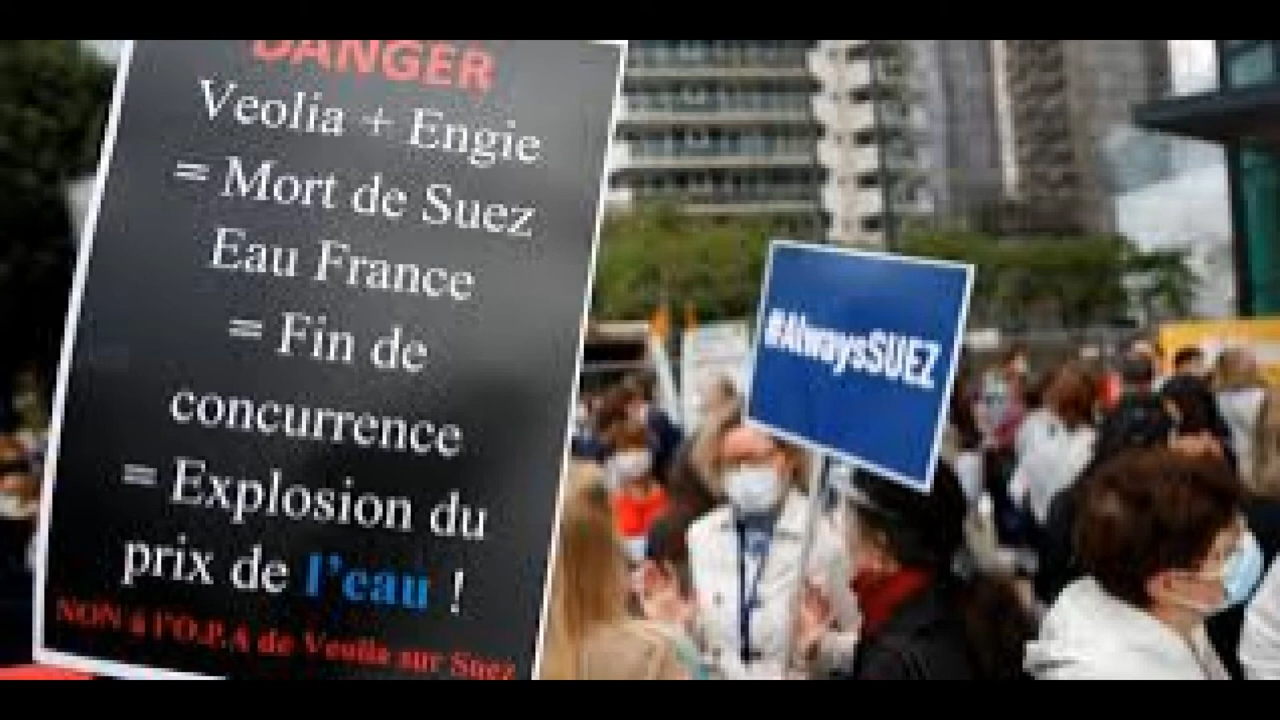 DANGER
Veolia + Engie
= Mort de Suez
Eau France
= Fin de
concurrence
= Explosion du
prix de l'eau !
NON à l'O.P.A de Veolia sur Suez
#AlwaysSUEZ